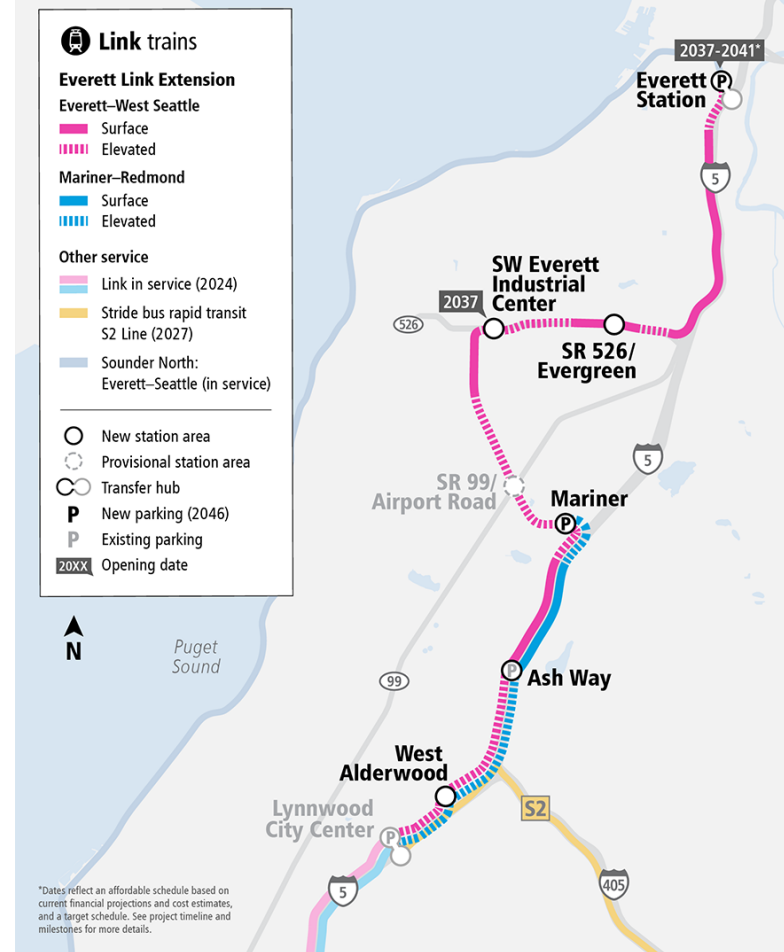 Link trains
Everett Link Extension
Everett–West Seattle
Surface
Elevated
Mariner–Redmond
Surface
Elevated
Other service
Link in service (2024)
Stride bus rapid transit
S2 Line (2027)
Sounder North:
Everett–Seattle (in service)
New station area
Provisional station area
Transfer hub
P New parking (2046)
P Existing parking
20XX Opening date
N
Puget
Sound
2037-2041*
Everett
Station
P
5
SW Everett
Industrial
Center
2037
526
SR 526/
Evergreen
5
SR 99/
Airport Road
Mariner
P
P
Ash Way
99
West
Alderwood
Lynnwood
City Center
P
S2
5
405
*Dates reflect an affordable schedule based on
current financial projections and cost estimates,
and a target schedule. See project timeline and
milestones for more details.